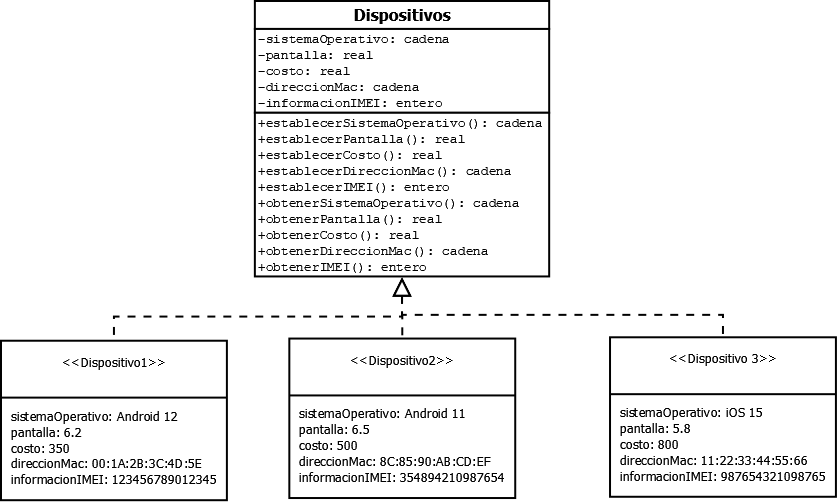 Dispositivos
-sistemaOperativo: cadena
-pantalla: real
-costo: real
-direccionMac: cadena
-informacionIMEI: entero
+establecerSistemaOperativo(): cadena
+establecerPantalla(): real
+establecerCosto(): real
+establecerDireccionMac(): cadena
+establecerIMEI(): entero
+obtenerSistemaOperativo(): cadena
+obtenerPantalla(): real
+obtenerCosto(): real
+obtenerDireccionMac(): cadena
+obtenerIMEI(): entero
<<Dispositivo1>>
sistemaOperativo: Android 12
pantalla: 6.2
costo: 350
direccionMac: 00:1A:2B:3C:4D:5E
informacionIMEI: 123456789012345
<<Dispositivo2>>
sistemaOperativo: Android 11
pantalla: 6.5
costo: 500
direccionMac: 8C:85:90:AB:CD:EF
informacionIMEI: 354894210987654
<<Dispositivo 3>>
sistemaOperativo: iOS 15
pantalla: 5.8
costo: 800
direccionMac: 11:22:33:44:55:66
informacionIMEI: 987654321098765